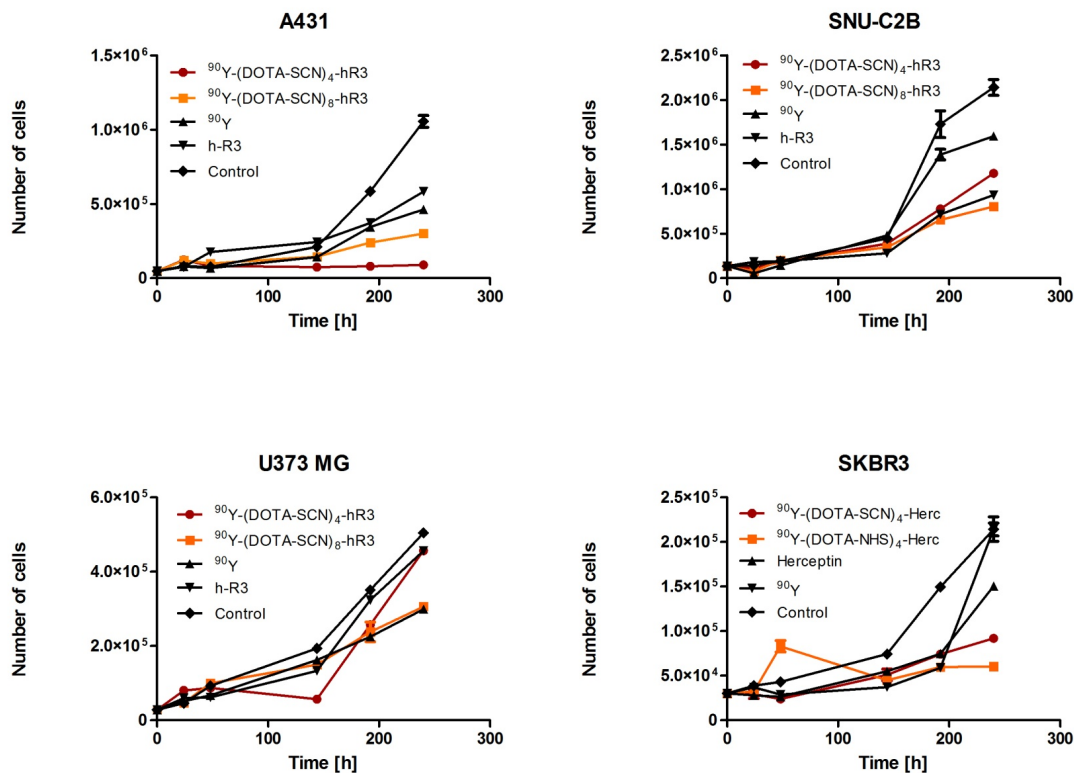 A431
Number of cells
1.5×10⁶
1.0×10⁶
5.0×10⁵
0
⁹⁰Y-(DOTA-SCN)₄-hR3
⁹⁰Y-(DOTA-SCN)₈-hR3
⁹⁰Y
h-R3
Control
0 100 200 300
Time [h]
SNU-C2B
Number of cells
2.5×10⁶
2.0×10⁶
1.5×10⁶
1.0×10⁶
5.0×10⁵
0
⁹⁰Y-(DOTA-SCN)₄-hR3
⁹⁰Y-(DOTA-SCN)₈-hR3
⁹⁰Y
h-R3
Control
0 100 200 300
Time [h]
U373 MG
Number of cells
6.0×10⁵
4.0×10⁵
2.0×10⁵
0
⁹⁰Y-(DOTA-SCN)₄-hR3
⁹⁰Y-(DOTA-SCN)₈-hR3
⁹⁰Y
h-R3
Control
0 100 200 300
Time [h]
SKBR3
Number of cells
2.5×10⁵
2.0×10⁵
1.5×10⁵
1.0×10⁵
5.0×10⁴
0
⁹⁰Y-(DOTA-SCN)₄-Herc
⁹⁰Y-(DOTA-NHS)₄-Herc
Herceptin
⁹⁰Y
Control
0 100 200 300
Time [h]